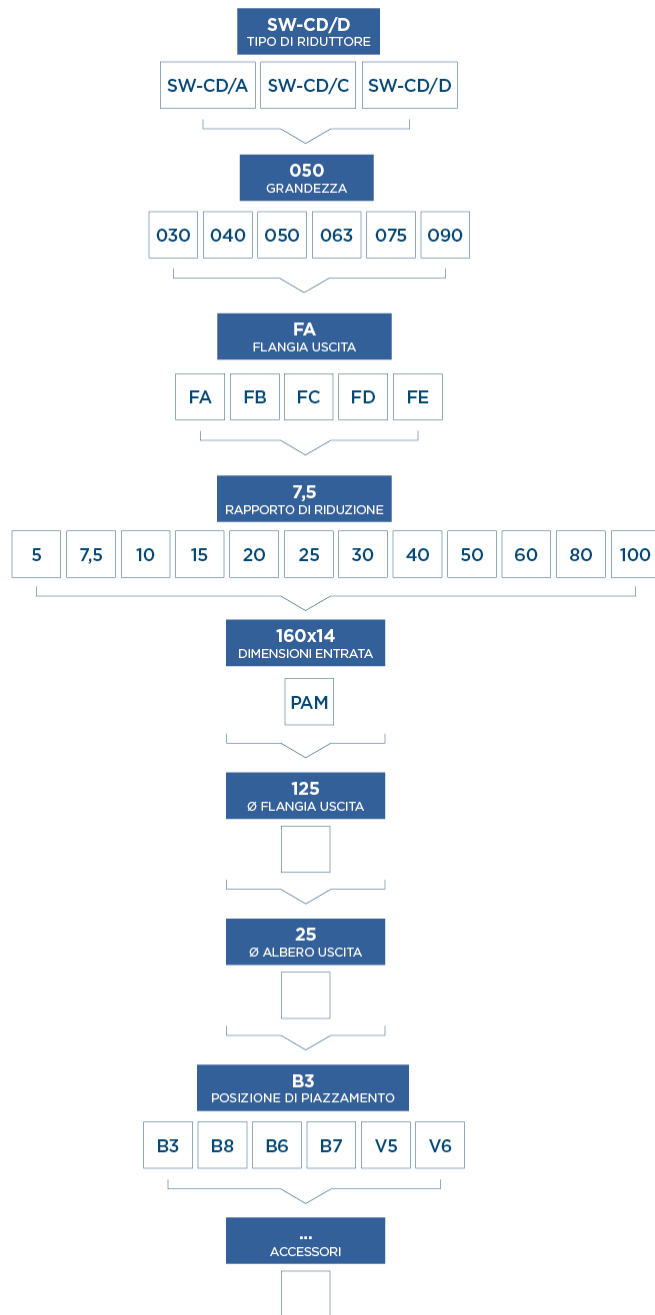 SW-CD/D
TIPO DI RIDUTTORE
SW-CD/A SW-CD/C SW-CD/D
050
GRANDEZZA
030 040 050 063 075 090
FA
FLANGIA USCITA
FA FB FC FD FE
7,5
RAPPORTO DI RIDUZIONE
5 7,5 10 15 20 25 30 40 50 60 80 100
160x14
DIMENSIONI ENTRATA
PAM
125
Ø FLANGIA USCITA
25
Ø ALBERO USCITA
B3
POSIZIONE DI PIAZZAMENTO
B3 B8 B6 B7 V5 V6
...
ACCESSORI